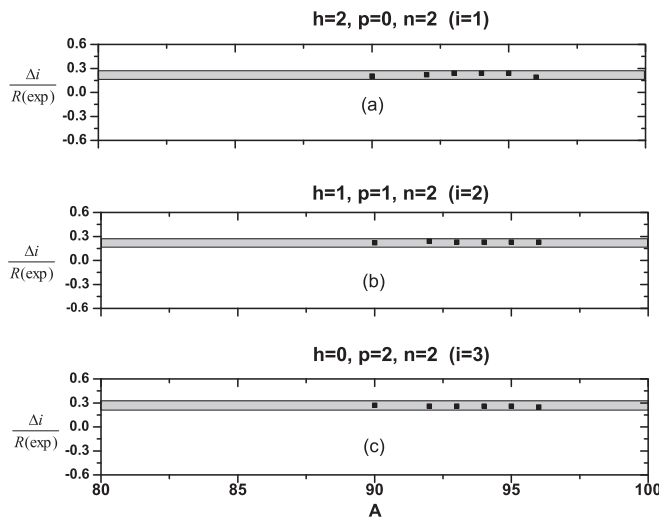 h=2, p=0, n=2 (i=1)
0.6
0.3
0.0
-0.3
-0.6
Δi
R(exp)
(a)
h=1, p=1, n=2 (i=2)
0.6
0.3
0.0
-0.3
-0.6
Δi
R(exp)
(b)
h=0, p=2, n=2 (i=3)
0.6
0.3
0.0
-0.3
-0.6
Δi
R(exp)
(c)
80 85 90 95 100
A